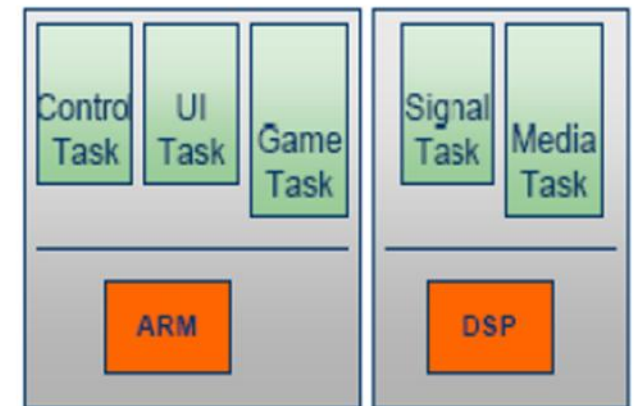 Control
Task
UI
Task
Game
Task
Signal
Task
Media
Task
ARM
DSP